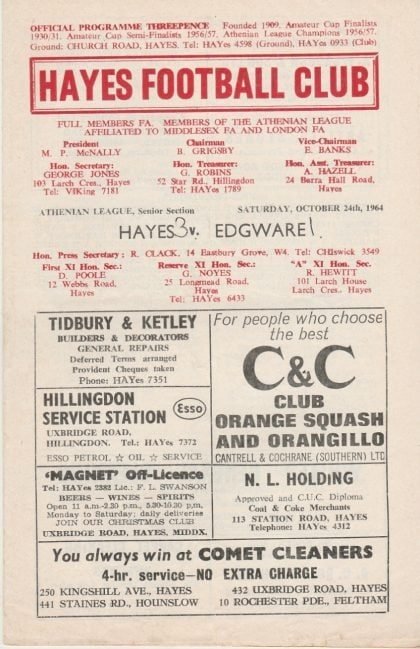 OFFICIAL PROGRAMME THREEPENCE Founded 1909. Amateur Cup Finalists
1930/31. Amateur Cup Semi-Finalists 1956/57. Athenian League Champions 1956/57.
Ground: CHURCH ROAD, HAYES. Tel: HAYes 4598 (Ground), HAYes 0933 (Club)
HAYES FOOTBALL CLUB
FULL MEMBERS FA. MEMBERS OF THE ATHENIAN LEAGUE
AFFILIATED TO MIDDLESEX FA AND LONDON FA
President Chairman Vice-Chairman
M. P. McNALLY B. GRIGSBY E. BANKS
Hon. Secretary: Hon. Treasurer: Hon. Asst. Treasurer:
GEORGE JONES G. ROBINS A. HAZELL
103 Larch Cres., Hayes 52 Star Rd., Hillingdon 24 Barra Hall Road,
Tel: VIKing 7181 Tel: HAYes 1789 Hayes
ATHENIAN LEAGUE, Senior Section SATURDAY, OCTOBER 24th, 1964
HAYES 3 v. EDGWARE 1.
Hon. Press Secretary: R. CLACK, 14 Eastbury Grove, W4. Tel: CHIswick 3549
First XI Hon. Sec.: Reserve XI Hon. Sec.: "A" XI Hon. Sec.
D. POOLE G. NOYES R. HEWITT
12 Webbs Road, 25 Longmead Road, 101 Larch House
Hayes Hayes Larch Cres., Hayes
Tel: HAYes 6433
TIDBURY & KETLEY
BUILDERS & DECORATORS
GENERAL REPAIRS
Deferred Terms arranged
Provident Cheques taken
Phone: HAYes 7351
For people who choose
the best
C&C
CLUB
ORANGE SQUASH
AND ORANGILLO
CANTRELL & COCHRANE (SOUTHERN) LTD
HILLINGDON
SERVICE STATION
Esso
UXBRIDGE ROAD,
HILLINGDON. Tel.: HAYes 7372
ESSO PETROL ☆ OIL ☆ SERVICE
'MAGNET' Off-Licence
Tel: HAYes 2382 Lic.: F. L. SWANSON
BEERS – WINES – SPIRITS
Open 11 a.m.-2.30 p.m., 5.30-10.30 p.m.
Monday to Saturday; daily deliveries
JOIN OUR CHRISTMAS CLUB
UXBRIDGE ROAD, HAYES, MIDDX.
N. L. HOLDING
Approved and C.U.C. Diploma
Coal & Coke Merchants
113 STATION ROAD, HAYES
Telephone: HAYes 4312
You always win at COMET CLEANERS
4-hr. service—NO EXTRA CHARGE
250 KINGSHILL AVE., HAYES 432 UXBRIDGE ROAD, HAYES
441 STAINES RD., HOUNSLOW 10 ROCHESTER PDE., FELTHAM